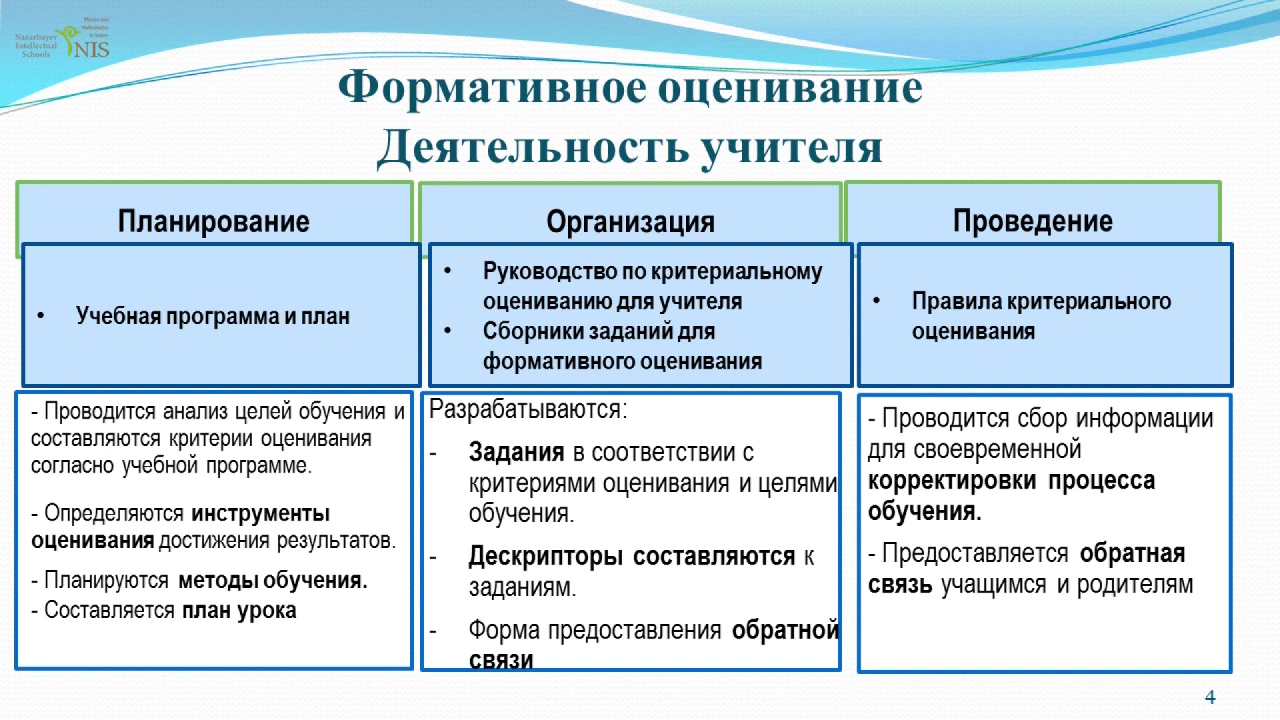 Nazarbayev
Intellectual
Schools
Physics and
Mathematics
NIS
Формативное оценивание
Деятельность учителя
Планирование
• Учебная программа и план
- Проводится анализ целей обучения и
составляются критерии оценивания
согласно учебной программе.
- Определяются инструменты
оценивания достижения результатов.
- Планируются методы обучения.
- Составляется план урока
Организация
• Руководство по критериальному
оцениванию для учителя
• Сборники заданий для
формативного оценивания
Разрабатываются:
- Задания в соответствии с
критериями оценивания и целями
обучения.
- Дескрипторы составляются к
заданиям.
- Форма предоставления обратной
связи
Проведение
• Правила критериального
оценивания
- Проводится сбор информации
для своевременной
корректировки процесса
обучения.
- Предоставляется обратная
связь учащимся и родителям
4